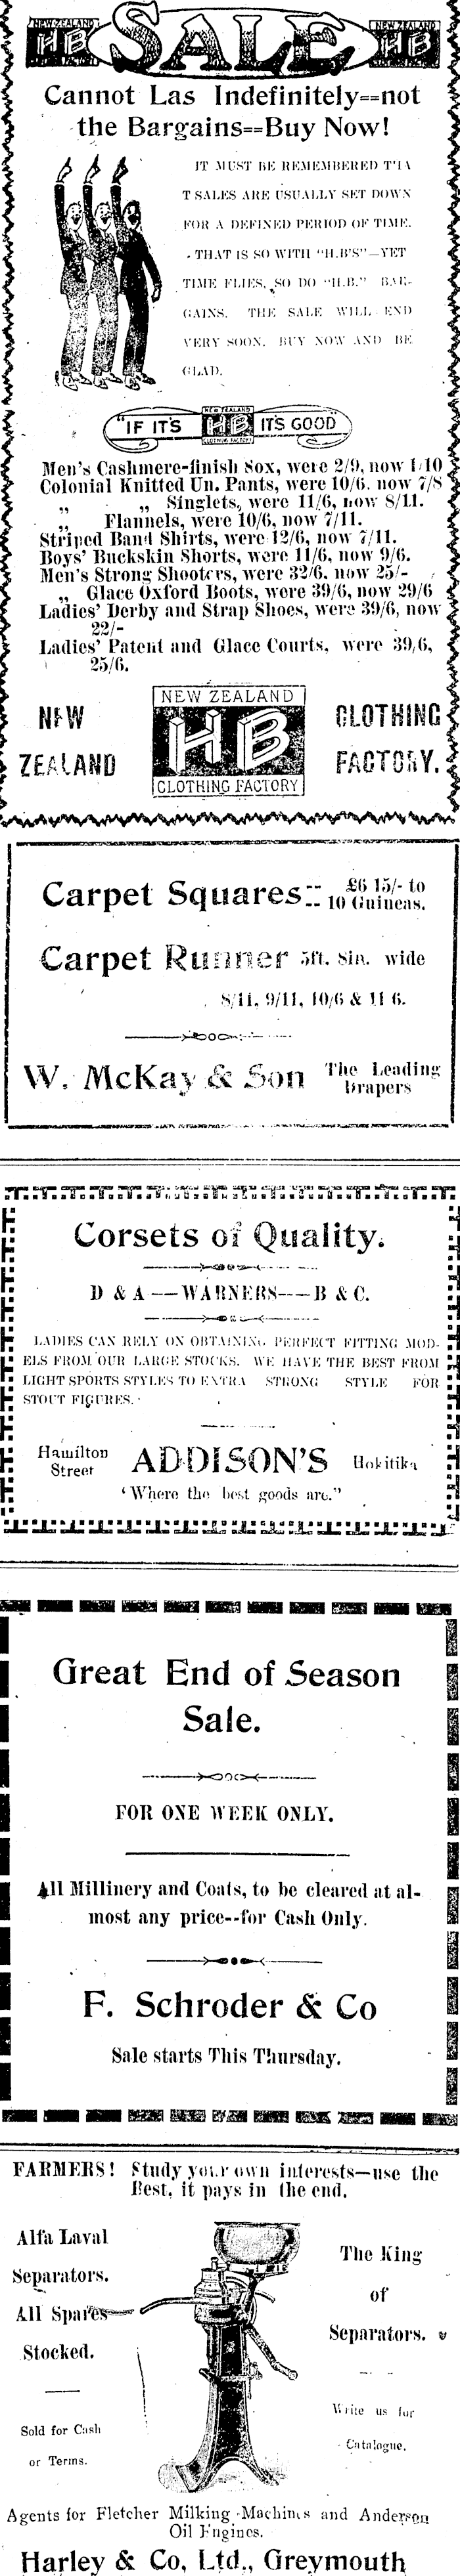 NEW ZEALAND
HB
SALE
NEW ZEALAND
HB
Cannot Las Indefinitely==not
the Bargains==Buy Now!
IT MUST BE REMEMBERED THA
T SALES ARE USUALLY SET DOWN
FOR A DEFINED PERIOD OF TIME.
THAT IS SO WITH "H.B'S"—YET
TIME FLIES, SO DO "H.B." BAR-
GAINS. THE SALE WILL END
VERY SOON. BUY NOW AND BE
GLAD.
"IF IT'S
NEW ZEALAND
HB
CLOTHING FACTORY
IT'S GOOD"
Men's Cashmere-finish Sox, were 2/9, now 1/10
Colonial Knitted Un. Pants, were 10/6. now 7/8
„ „ Singlets, were 11/6, now 8/11.
„ Flannels, were 10/6, now 7/11.
Striped Band Shirts, were 12/6, now 7/11.
Boys' Buckskin Shorts, were 11/6, now 9/6.
Men's Strong Shooters, were 32/6. now 25/-
„ Glace Oxford Boots, were 39/6, now 29/6
Ladies' Derby and Strap Shoes, were 39/6, now
22/-
Ladies' Patent and Glace Courts, were 39/6,
25/6.
NEW
ZEALAND
NEW ZEALAND
HB
CLOTHING FACTORY
CLOTHING
FACTORY.
Carpet Squares-- £6 15/- to
10 Guineas.
Carpet Runner 5ft. 8in. wide
8/11, 9/11, 10/6 & 11 6.
W. McKay & Son The Leading
Drapers
Corsets of Quality.
D & A —— WARNERS —— B & C.
LADIES CAN RELY ON OBTAINING PERFECT FITTING MOD-
ELS FROM OUR LARGE STOCKS. WE HAVE THE BEST FROM
LIGHT SPORTS STYLES TO EXTRA STRONG STYLE FOR
STOUT FIGURES.
Hamilton
Street
ADDISON'S
Hokitika
'Where the best goods are."
Great End of Season
Sale.
FOR ONE WEEK ONLY.
All Millinery and Coats, to be cleared at al-
most any price--for Cash Only.
F. Schroder & Co
Sale starts This Thursday.
FARMERS! Study your own interests—use the
Best, it pays in the end.
Alfa Laval
Separators.
All Spares
Stocked.
Sold for Cash
or Terms.
The King
of
Separators.
Write us for
Catalogue.
Agents for Fletcher Milking Machines and Anderson
Oil Engines.
Harley & Co, Ltd., Greymouth